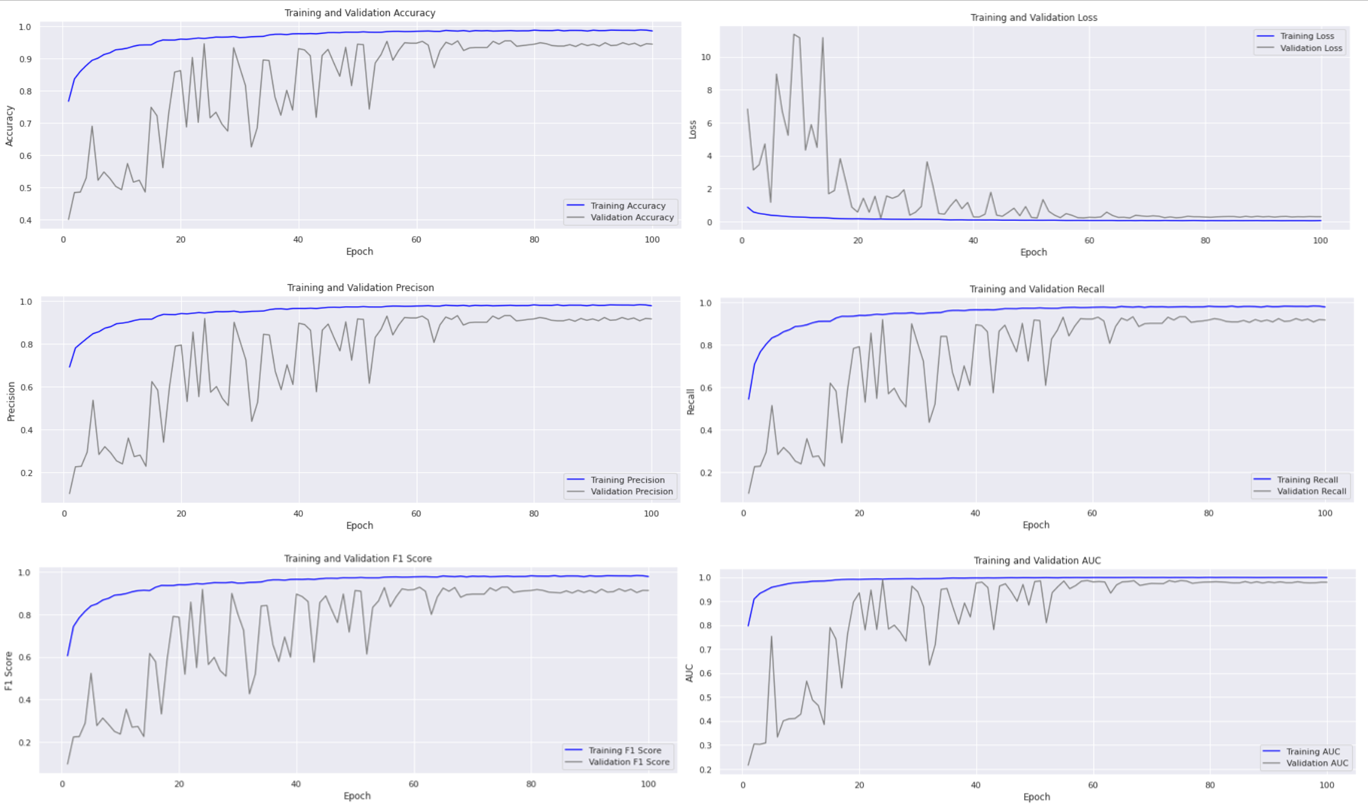 Training and Validation Accuracy
Accuracy
1.0
0.9
0.8
0.7
0.6
0.5
0.4
0 20 40 60 80 100
Epoch
Training Accuracy
Validation Accuracy
Training and Validation Loss
Loss
10
8
6
4
2
0
0 20 40 60 80 100
Epoch
Training Loss
Validation Loss
Training and Validation Precison
Precision
1.0
0.8
0.6
0.4
0.2
0 20 40 60 80 100
Epoch
Training Precision
Validation Precision
Training and Validation Recall
Recall
1.0
0.8
0.6
0.4
0.2
0 20 40 60 80 100
Epoch
Training Recall
Validation Recall
Training and Validation F1 Score
F1 Score
1.0
0.8
0.6
0.4
0.2
0 20 40 60 80 100
Epoch
Training F1 Score
Validation F1 Score
Training and Validation AUC
AUC
1.0
0.9
0.8
0.7
0.6
0.5
0.4
0.3
0.2
0 20 40 60 80 100
Epoch
Training AUC
Validation AUC